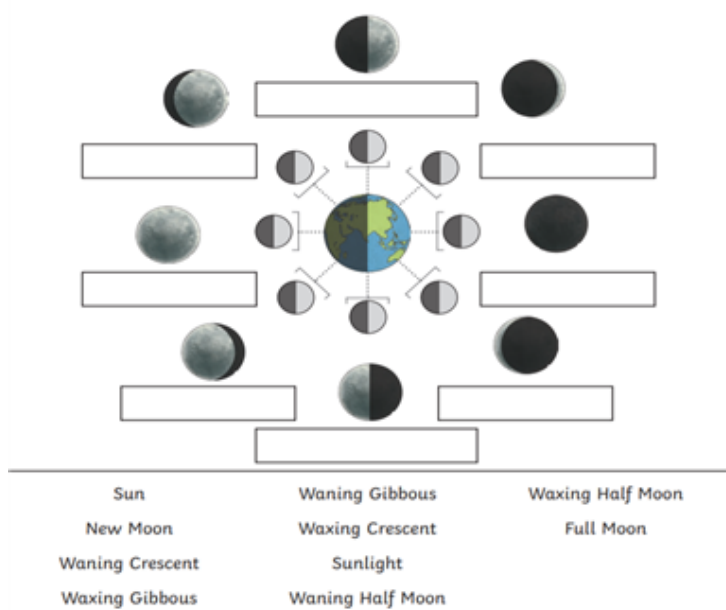 Sun Waning Gibbous Waxing Half Moon
New Moon Waxing Crescent Full Moon
Waning Crescent Sunlight
Waxing Gibbous Waning Half Moon